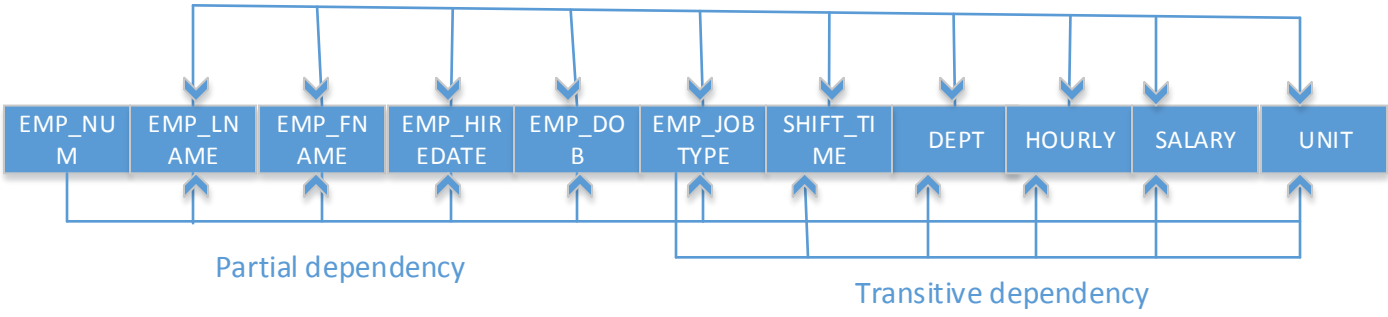 EMP_NU
M
EMP_LN
AME
EMP_FN
AME
EMP_HIR
EDATE
EMP_DO
B
EMP_JOB
TYPE
SHIFT_TI
ME
DEPT
HOURLY
SALARY
UNIT
Partial dependency
Transitive dependency